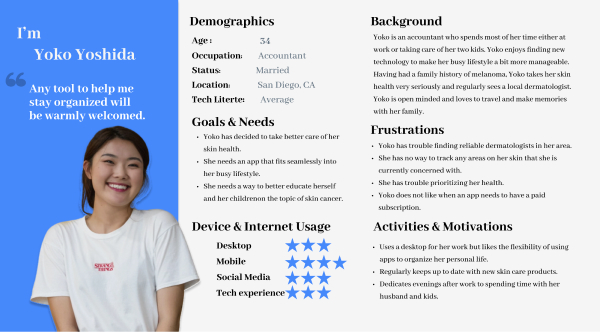 I'm
Yoko Yoshida
Any tool to help me
stay organized will
be warmly welcomed.
STRANGER
THINGS
Demographics
Age : 34
Occupation: Accountant
Status: Married
Location: San Diego, CA
Tech Literte: Average
Goals & Needs
• Yoko has decided to take better care of her
skin health.
• She needs an app that fits seamlessly into
her busy lifestyle.
• She needs a way to better educate herself
and her childrenon the topic of skin cancer.
Device & Internet Usage
Desktop
Mobile
Social Media
Tech experience
Background
Yoko is an accountant who spends most of her time either at
work or taking care of her two kids. Yoko enjoys finding new
technology to make her busy lifestyle a bit more manageable.
Having had a family history of melanoma, Yoko takes her skin
health very seriously and regularly sees a local dermatologist.
Yoko is open minded and loves to travel and make memories
with her family.
Frustrations
• Yoko has trouble finding reliable dermatologists in her area.
• She has no way to track any areas on her skin that she is
currently concerned with.
• She has trouble prioritizing her health.
• Yoko does not like when an app needs to have a paid
subscription.
Activities & Motivations
• Uses a desktop for her work but likes the flexibility of using
apps to organize her personal life.
• Regularly keeps up to date with new skin care products.
• Dedicates evenings after work to spending time with her
husband and kids.